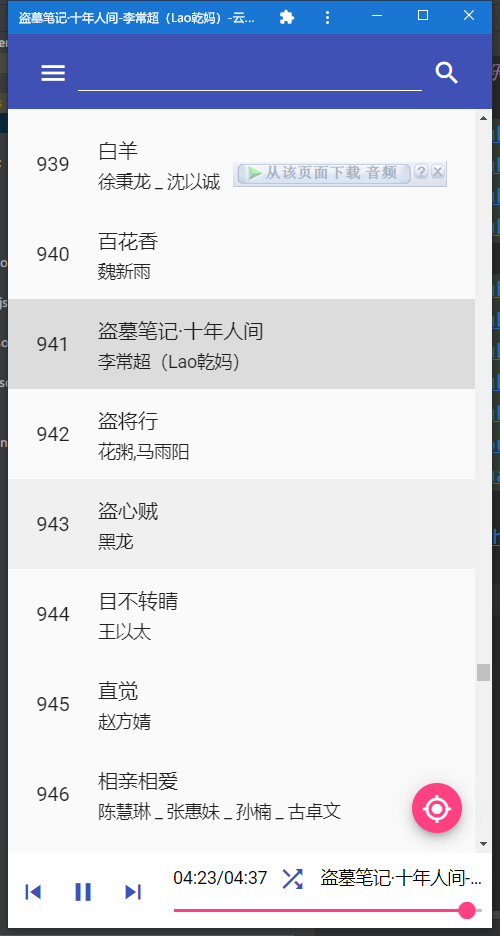 盗墓笔记·十年人间-李常超（Lao乾妈）-云...
939
白羊
徐秉龙 _ 沈以诚
从该页面下载 音频
940
百花香
魏新雨
941
盗墓笔记·十年人间
李常超（Lao乾妈）
942
盗将行
花粥,马雨阳
943
盗心贼
黑龙
944
目不转睛
王以太
945
直觉
赵方婧
946
相亲相爱
陈慧琳 _ 张惠妹 _ 孙楠 _ 古卓文
04:23/04:37
盗墓笔记·十年人间-...